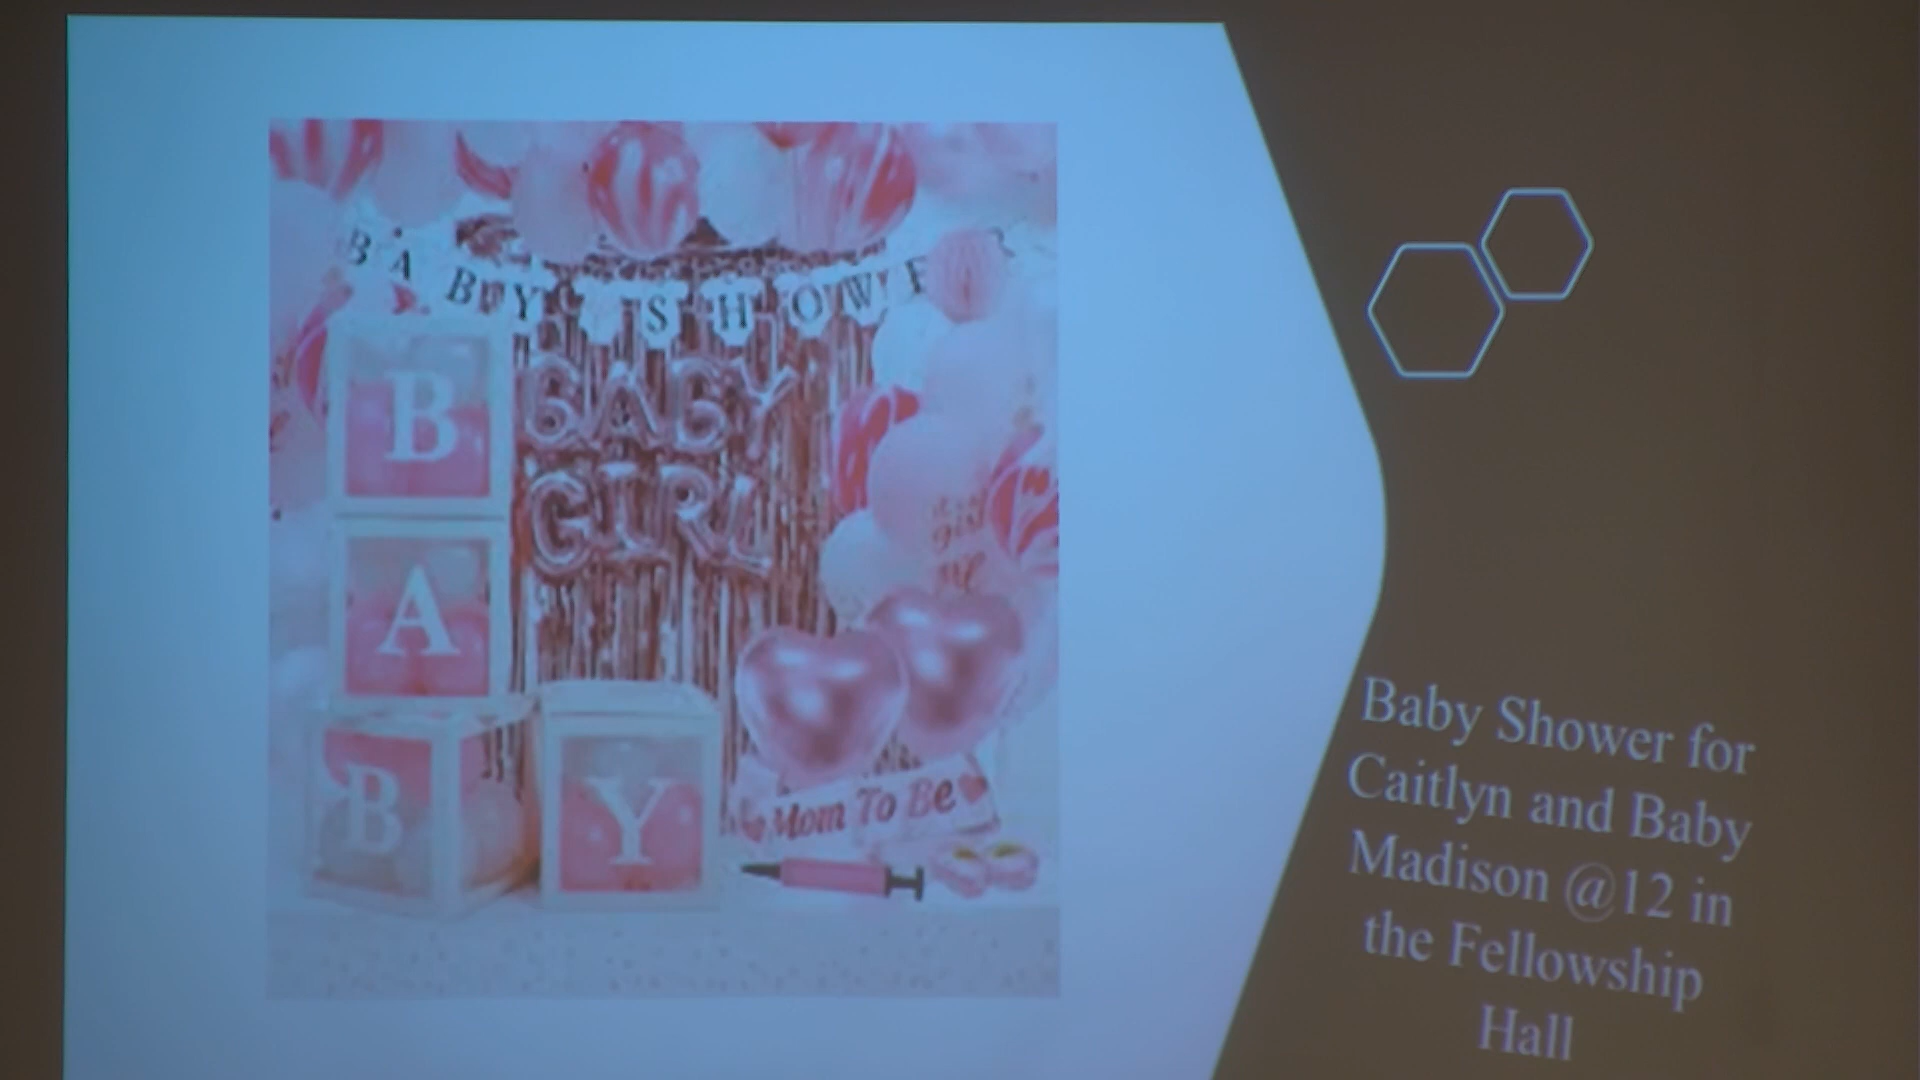 BABY SHOWER
BABY
GIRL
B
A
B
Y
Mom To Be
Baby Shower for
Caitlyn and Baby
Madison @12 in
the Fellowship
Hall